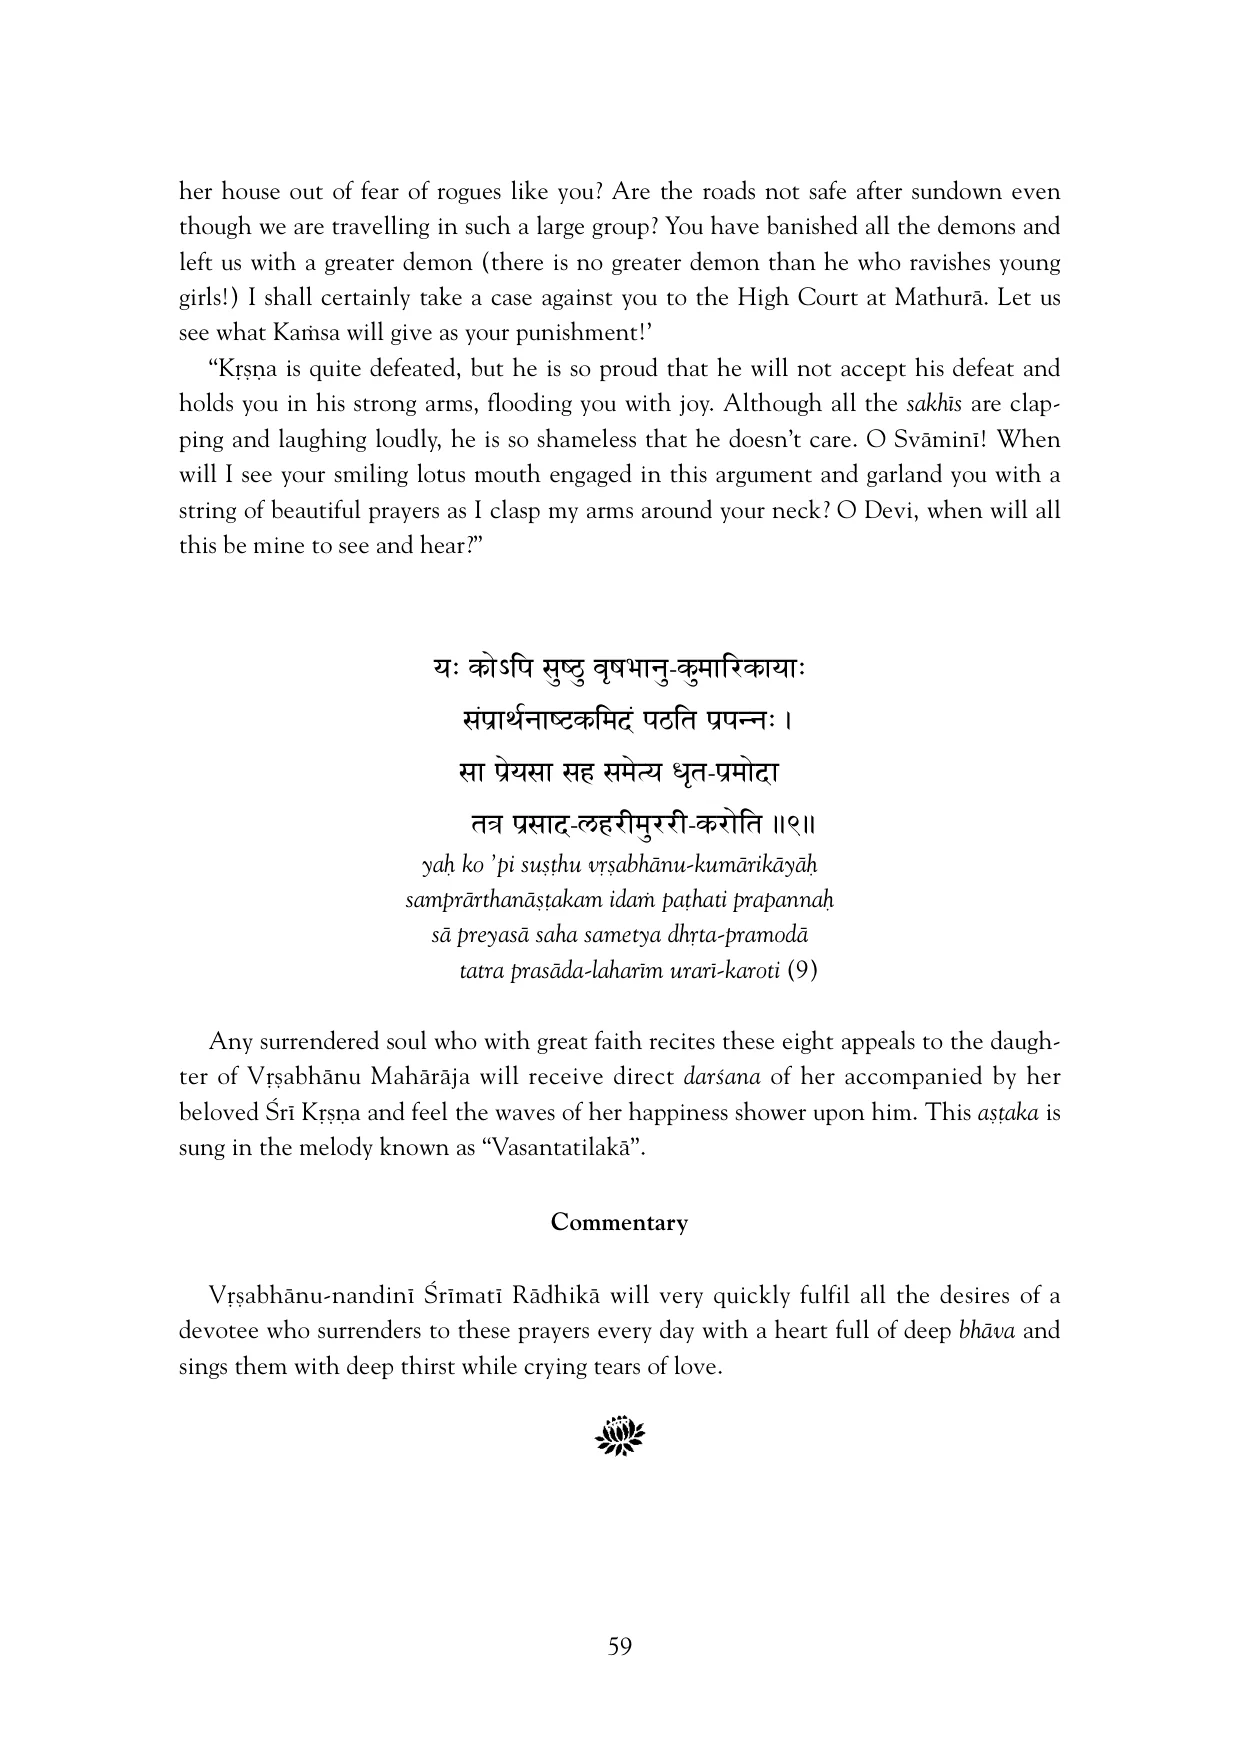 her house out of fear of rogues like you? Are the roads not safe after sundown even
though we are travelling in such a large group? You have banished all the demons and
left us with a greater demon (there is no greater demon than he who ravishes young
girls!) I shall certainly take a case against you to the High Court at Mathurā. Let us
see what Kaṁsa will give as your punishment!’
“Kṛṣṇa is quite defeated, but he is so proud that he will not accept his defeat and
holds you in his strong arms, flooding you with joy. Although all the sakhīs are clap-
ping and laughing loudly, he is so shameless that he doesn’t care. O Svāminī! When
will I see your smiling lotus mouth engaged in this argument and garland you with a
string of beautiful prayers as I clasp my arms around your neck? O Devi, when will all
this be mine to see and hear?”
यः कोऽपि सुष्ठु वृषभानु-कुमारिकायाः
संप्रार्थनाष्टकमिदं पठति प्रपन्नः ।
सा प्रेयसा सह समेत्य धृत-प्रमोदा
तत्र प्रसाद-लहरीमुररी-करोति ॥९॥
yaḥ ko ’pi suṣṭhu vṛṣabhānu-kumārikāyāḥ
samprārthanāṣṭakam idaṁ paṭhati prapannaḥ
sā preyasā saha sametya dhṛta-pramodā
tatra prasāda-laharīm urarī-karoti (9)
Any surrendered soul who with great faith recites these eight appeals to the daugh-
ter of Vṛṣabhānu Mahārāja will receive direct darśana of her accompanied by her
beloved Śrī Kṛṣṇa and feel the waves of her happiness shower upon him. This aṣṭaka is
sung in the melody known as “Vasantatilakā”.
Commentary
Vṛṣabhānu-nandinī Śrīmatī Rādhikā will very quickly fulfil all the desires of a
devotee who surrenders to these prayers every day with a heart full of deep bhāva and
sings them with deep thirst while crying tears of love.
59